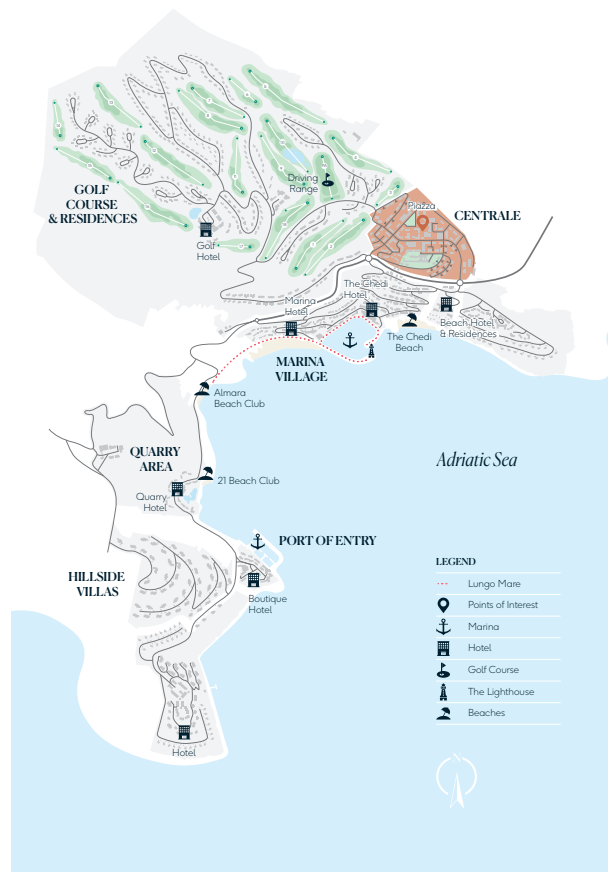 Driving
Range
GOLF
COURSE
& RESIDENCES
Piazza
CENTRALE
Golf
Hotel
The Chedi
Hotel
Marina
Hotel
Beach Hotel
& Residences
The Chedi
Beach
MARINA
VILLAGE
Almara
Beach Club
QUARRY
AREA
Adriatic Sea
21 Beach Club
Quarry
Hotel
PORT OF ENTRY
HILLSIDE
VILLAS
Boutique
Hotel
Hotel
LEGEND
Lungo Mare
Points of Interest
Marina
Hotel
Golf Course
The Lighthouse
Beaches
N